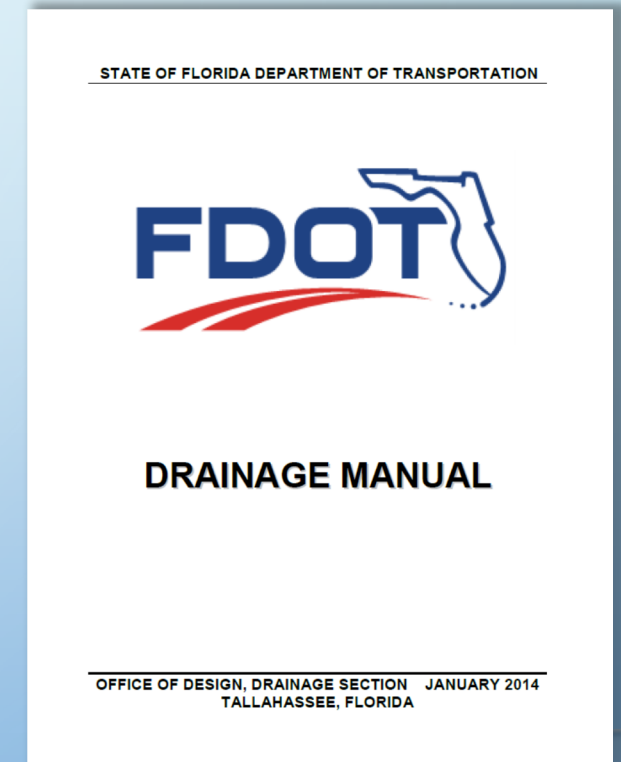 STATE OF FLORIDA DEPARTMENT OF TRANSPORTATION
FDOT
DRAINAGE MANUAL
OFFICE OF DESIGN, DRAINAGE SECTION JANUARY 2014
TALLAHASSEE, FLORIDA